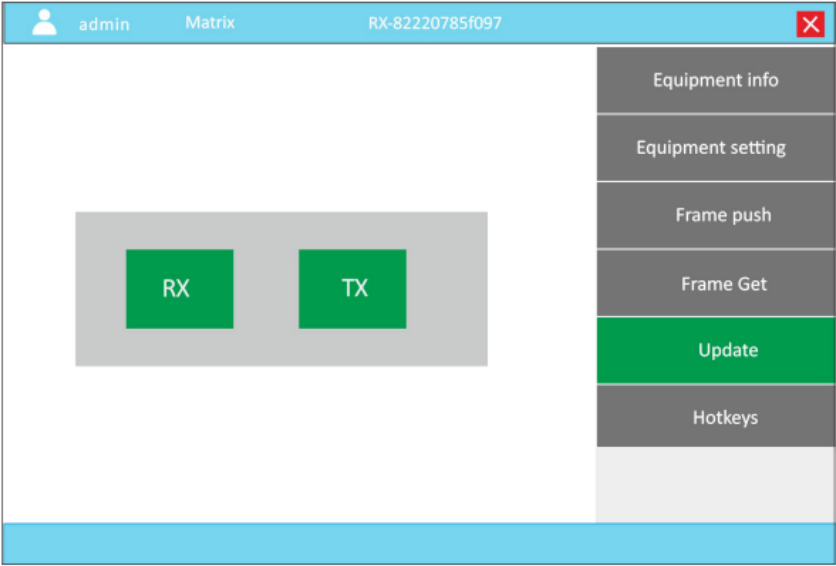 admin Matrix RX-82220785f097
Equipment info
Equipment setting
Frame push
RX TX
Frame Get
Update
Hotkeys